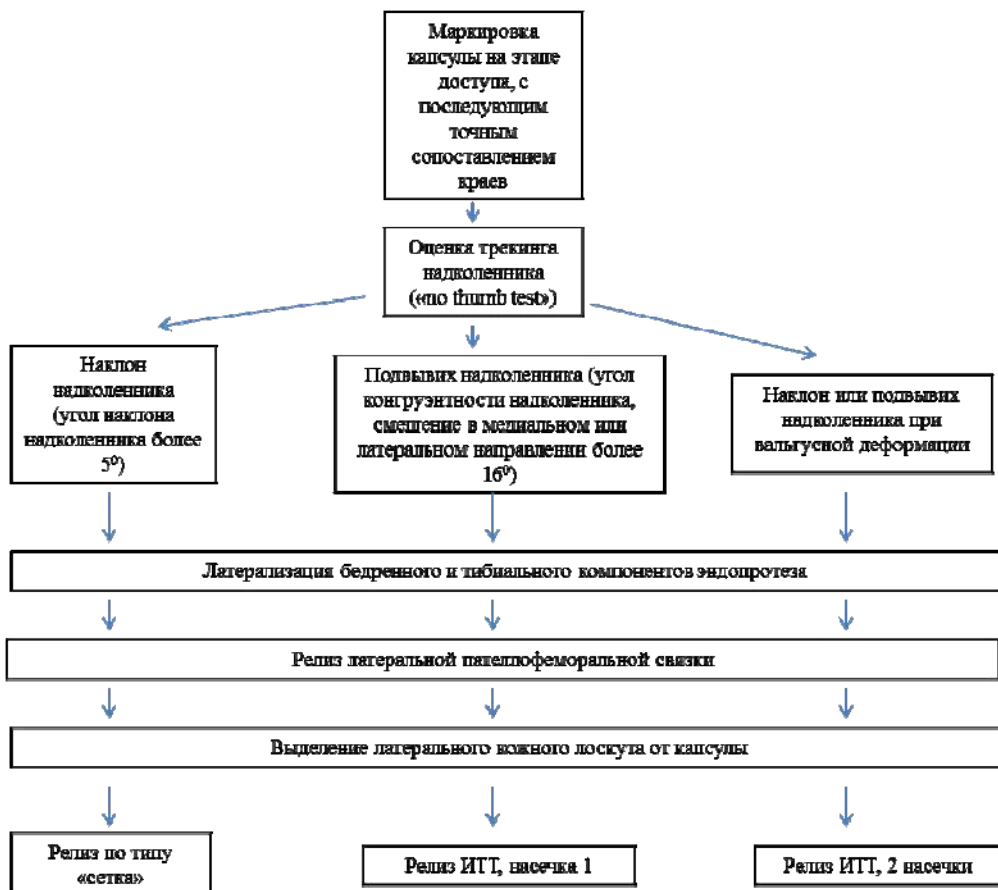 Маркировка
капсулы на этапе
доступа, с
последующим
точным
сопоставлением
краев
Оценка трекинга
надколенника
(«no thumb test»)
Наклон
надколенника
(угол наклона
надколенника более
5⁰)
Подвывих надколенника (угол
конгруэнтности надколенника,
смещение в медиальном или
латеральном направлении более
16⁰)
Наклон или подвывих
надколенника при
вальгусной деформации
Латерализация бедренного и тибиального компонентов эндопротеза
Релиз латеральной пателлофеморальной связки
Выделение латерального кожного лоскута от капсулы
Релиз по типу
«сетка»
Релиз ИТТ, насечка 1
Релиз ИТТ, 2 насечки